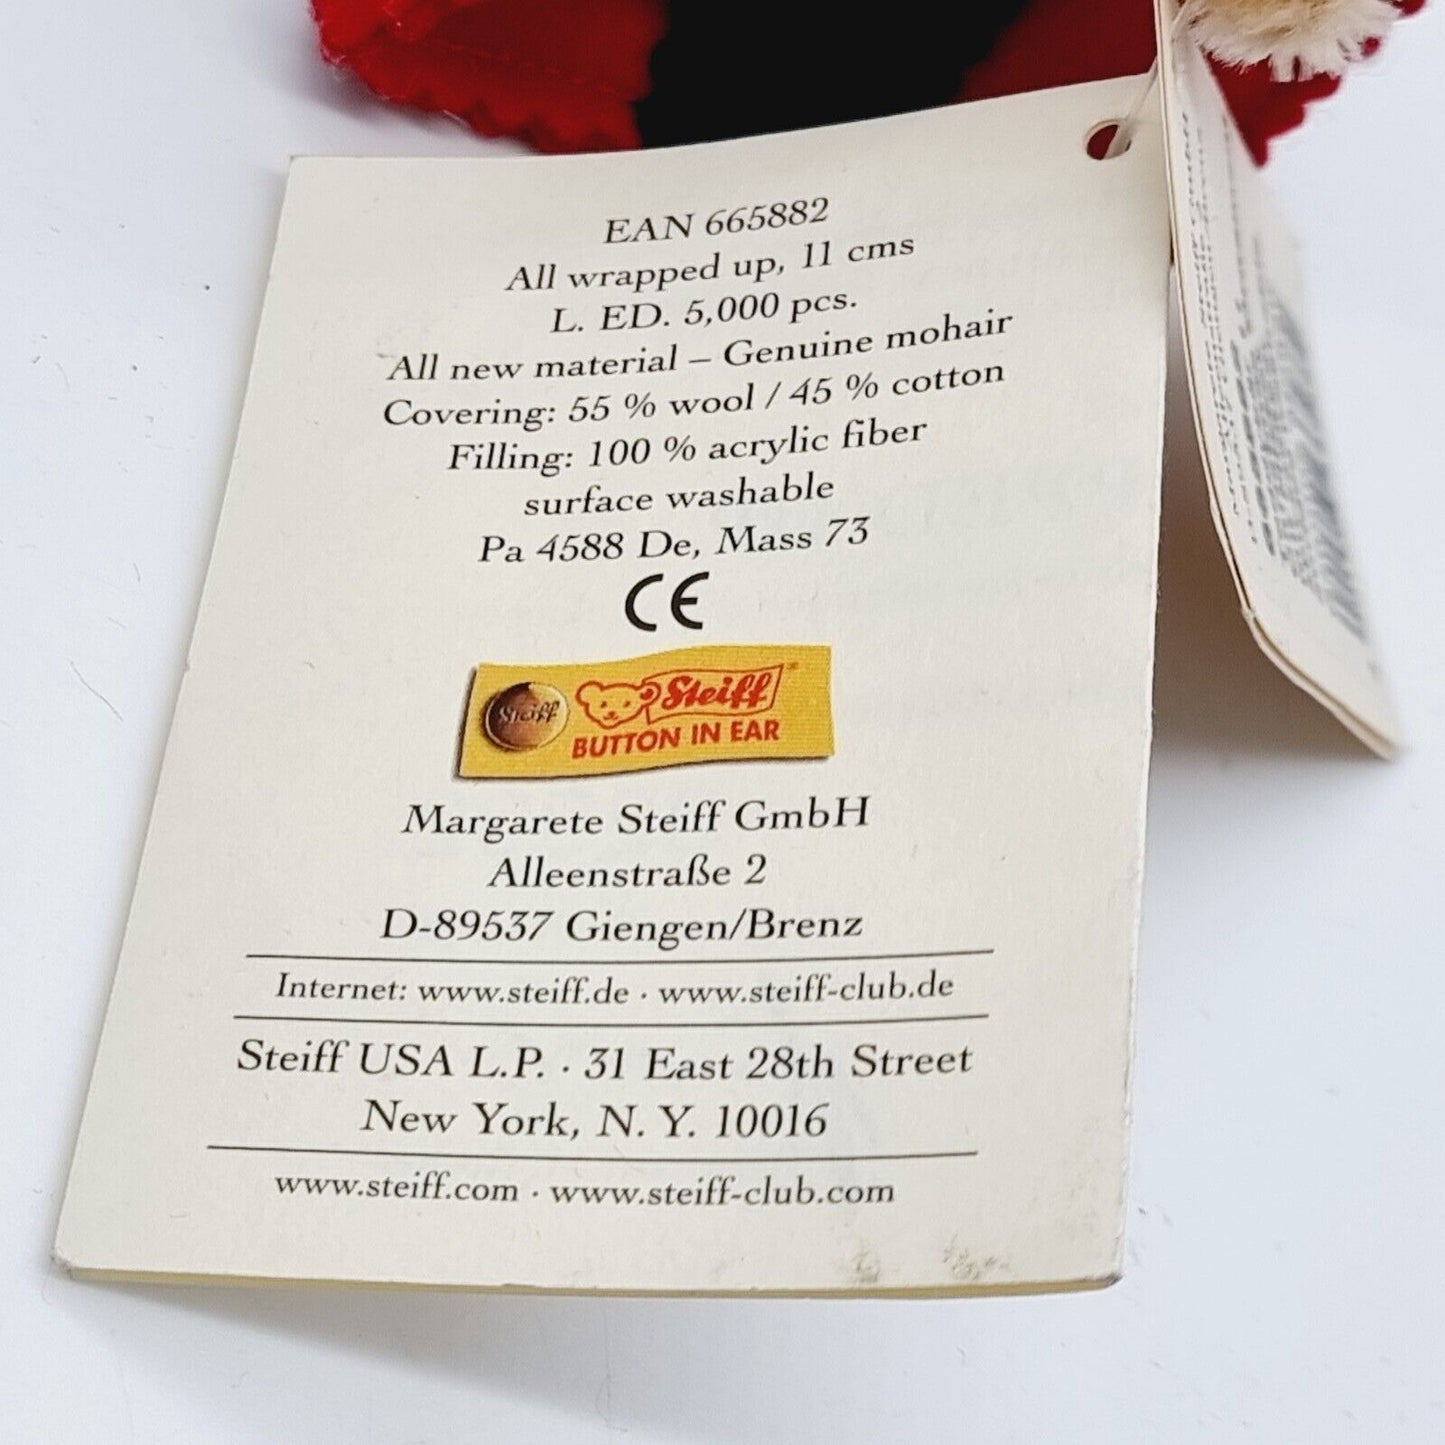 EAN 665882
All wrapped up, 11 cms
L. ED. 5,000 pcs.
All new material – Genuine mohair
Covering: 55 % wool / 45 % cotton
Filling: 100 % acrylic fiber
surface washable
Pa 4588 De, Mass 73
CE
Steiff Steiff
BUTTON IN EAR
Margarete Steiff GmbH
Alleenstraße 2
D-89537 Giengen/Brenz
Internet: www.steiff.de · www.steiff-club.de
Steiff USA L.P. · 31 East 28th Street
New York, N. Y. 10016
www.steiff.com · www.steiff-club.com